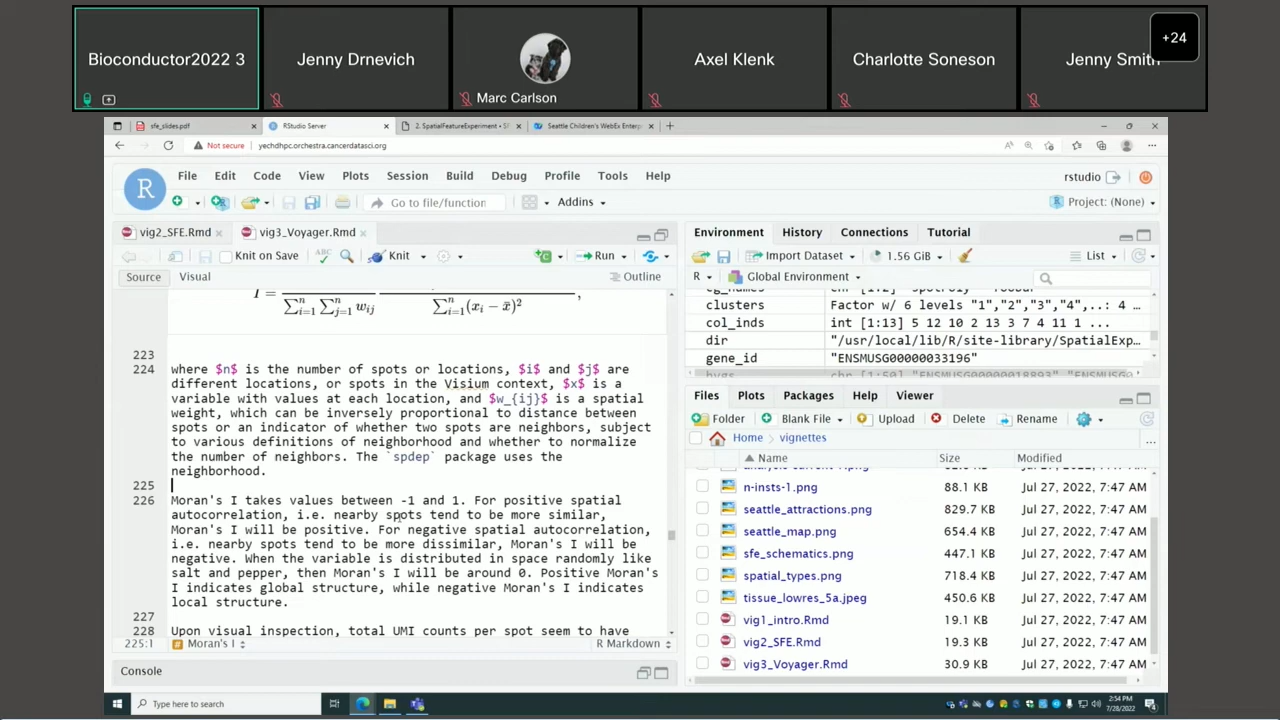 Bioconductor2022 3
Jenny Drnevich
Marc Carlson
Axel Klenk
Charlotte Soneson
Jenny Smith
+24
sfe_slides.pdf
RStudio Server
2. SpatialFeatureExperiment • SF
Seattle Children's WebEx Enterp
Not secure
yechdhpc.orchestra.cancerdatasci.org
File Edit Code View Plots Session Build Debug Profile Tools Help
rstudio
Go to file/function
Addins
Project: (None)
vig2_SFE.Rmd
vig3_Voyager.Rmd
Knit on Save
ABC
Knit
Run
Source
Visual
Outline
223
224 where $n$ is the number of spots or locations, $i$ and $j$ are
different locations, or spots in the Visium context, $x$ is a
variable with values at each location, and $w_{ij}$ is a spatial
weight, which can be inversely proportional to distance between
spots or an indicator of whether two spots are neighbors, subject
to various definitions of neighborhood and whether to normalize
the number of neighbors. The `spdep` package uses the
neighborhood.
225
226 Moran's I takes values between -1 and 1. For positive spatial
autocorrelation, i.e. nearby spots tend to be more similar,
Moran's I will be positive. For negative spatial autocorrelation,
i.e. nearby spots tend to be more dissimilar, Moran's I will be
negative. When the variable is distributed in space randomly like
salt and pepper, then Moran's I will be around 0. Positive Moran's
I indicates global structure, while negative Moran's I indicates
local structure.
227
228 Upon visual inspection, total UMI counts per spot seem to have
225:1
Moran's I
R Markdown
Console
Environment History Connections Tutorial
Import Dataset
1.56 GiB
List
R
Global Environment
clusters Factor w/ 6 levels "1","2","3","4",..: 4 …
col_inds int [1:13] 5 12 10 2 13 3 7 4 11 1 ...
dir "/usr/local/lib/R/site-library/SpatialExp…
gene_id "ENSMUSG00000033196"
Files Plots Packages Help Viewer
Folder Blank File Upload Delete Rename
Home vignettes
Name Size Modified
n-insts-1.png 88.1 KB Jul 27, 2022, 7:47 AM
seattle_attractions.png 829.7 KB Jul 27, 2022, 7:47 AM
seattle_map.png 654.4 KB Jul 27, 2022, 7:47 AM
sfe_schematics.png 447.1 KB Jul 27, 2022, 7:47 AM
spatial_types.png 718.4 KB Jul 27, 2022, 7:47 AM
tissue_lowres_5a.jpeg 450.6 KB Jul 27, 2022, 7:47 AM
vig1_intro.Rmd 19.1 KB Jul 27, 2022, 7:47 AM
vig2_SFE.Rmd 19.3 KB Jul 27, 2022, 7:47 AM
vig3_Voyager.Rmd 30.9 KB Jul 27, 2022, 7:47 AM
Type here to search
2:54 PM
7/28/2022